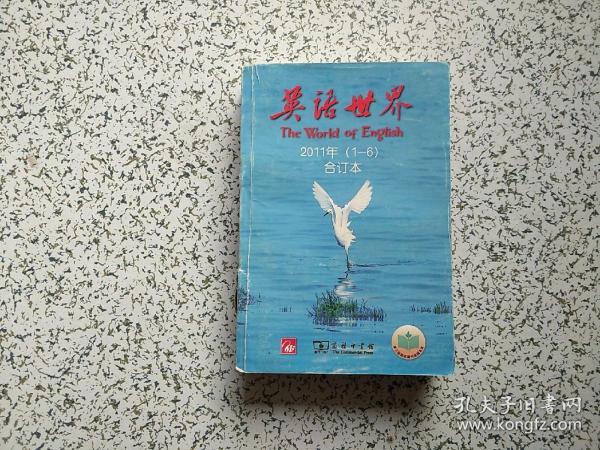 英语世界
The World of English
2011年（1-6）
合订本
商务印书馆
The Commercial Press
孔夫子旧书网
www.kongfz.com